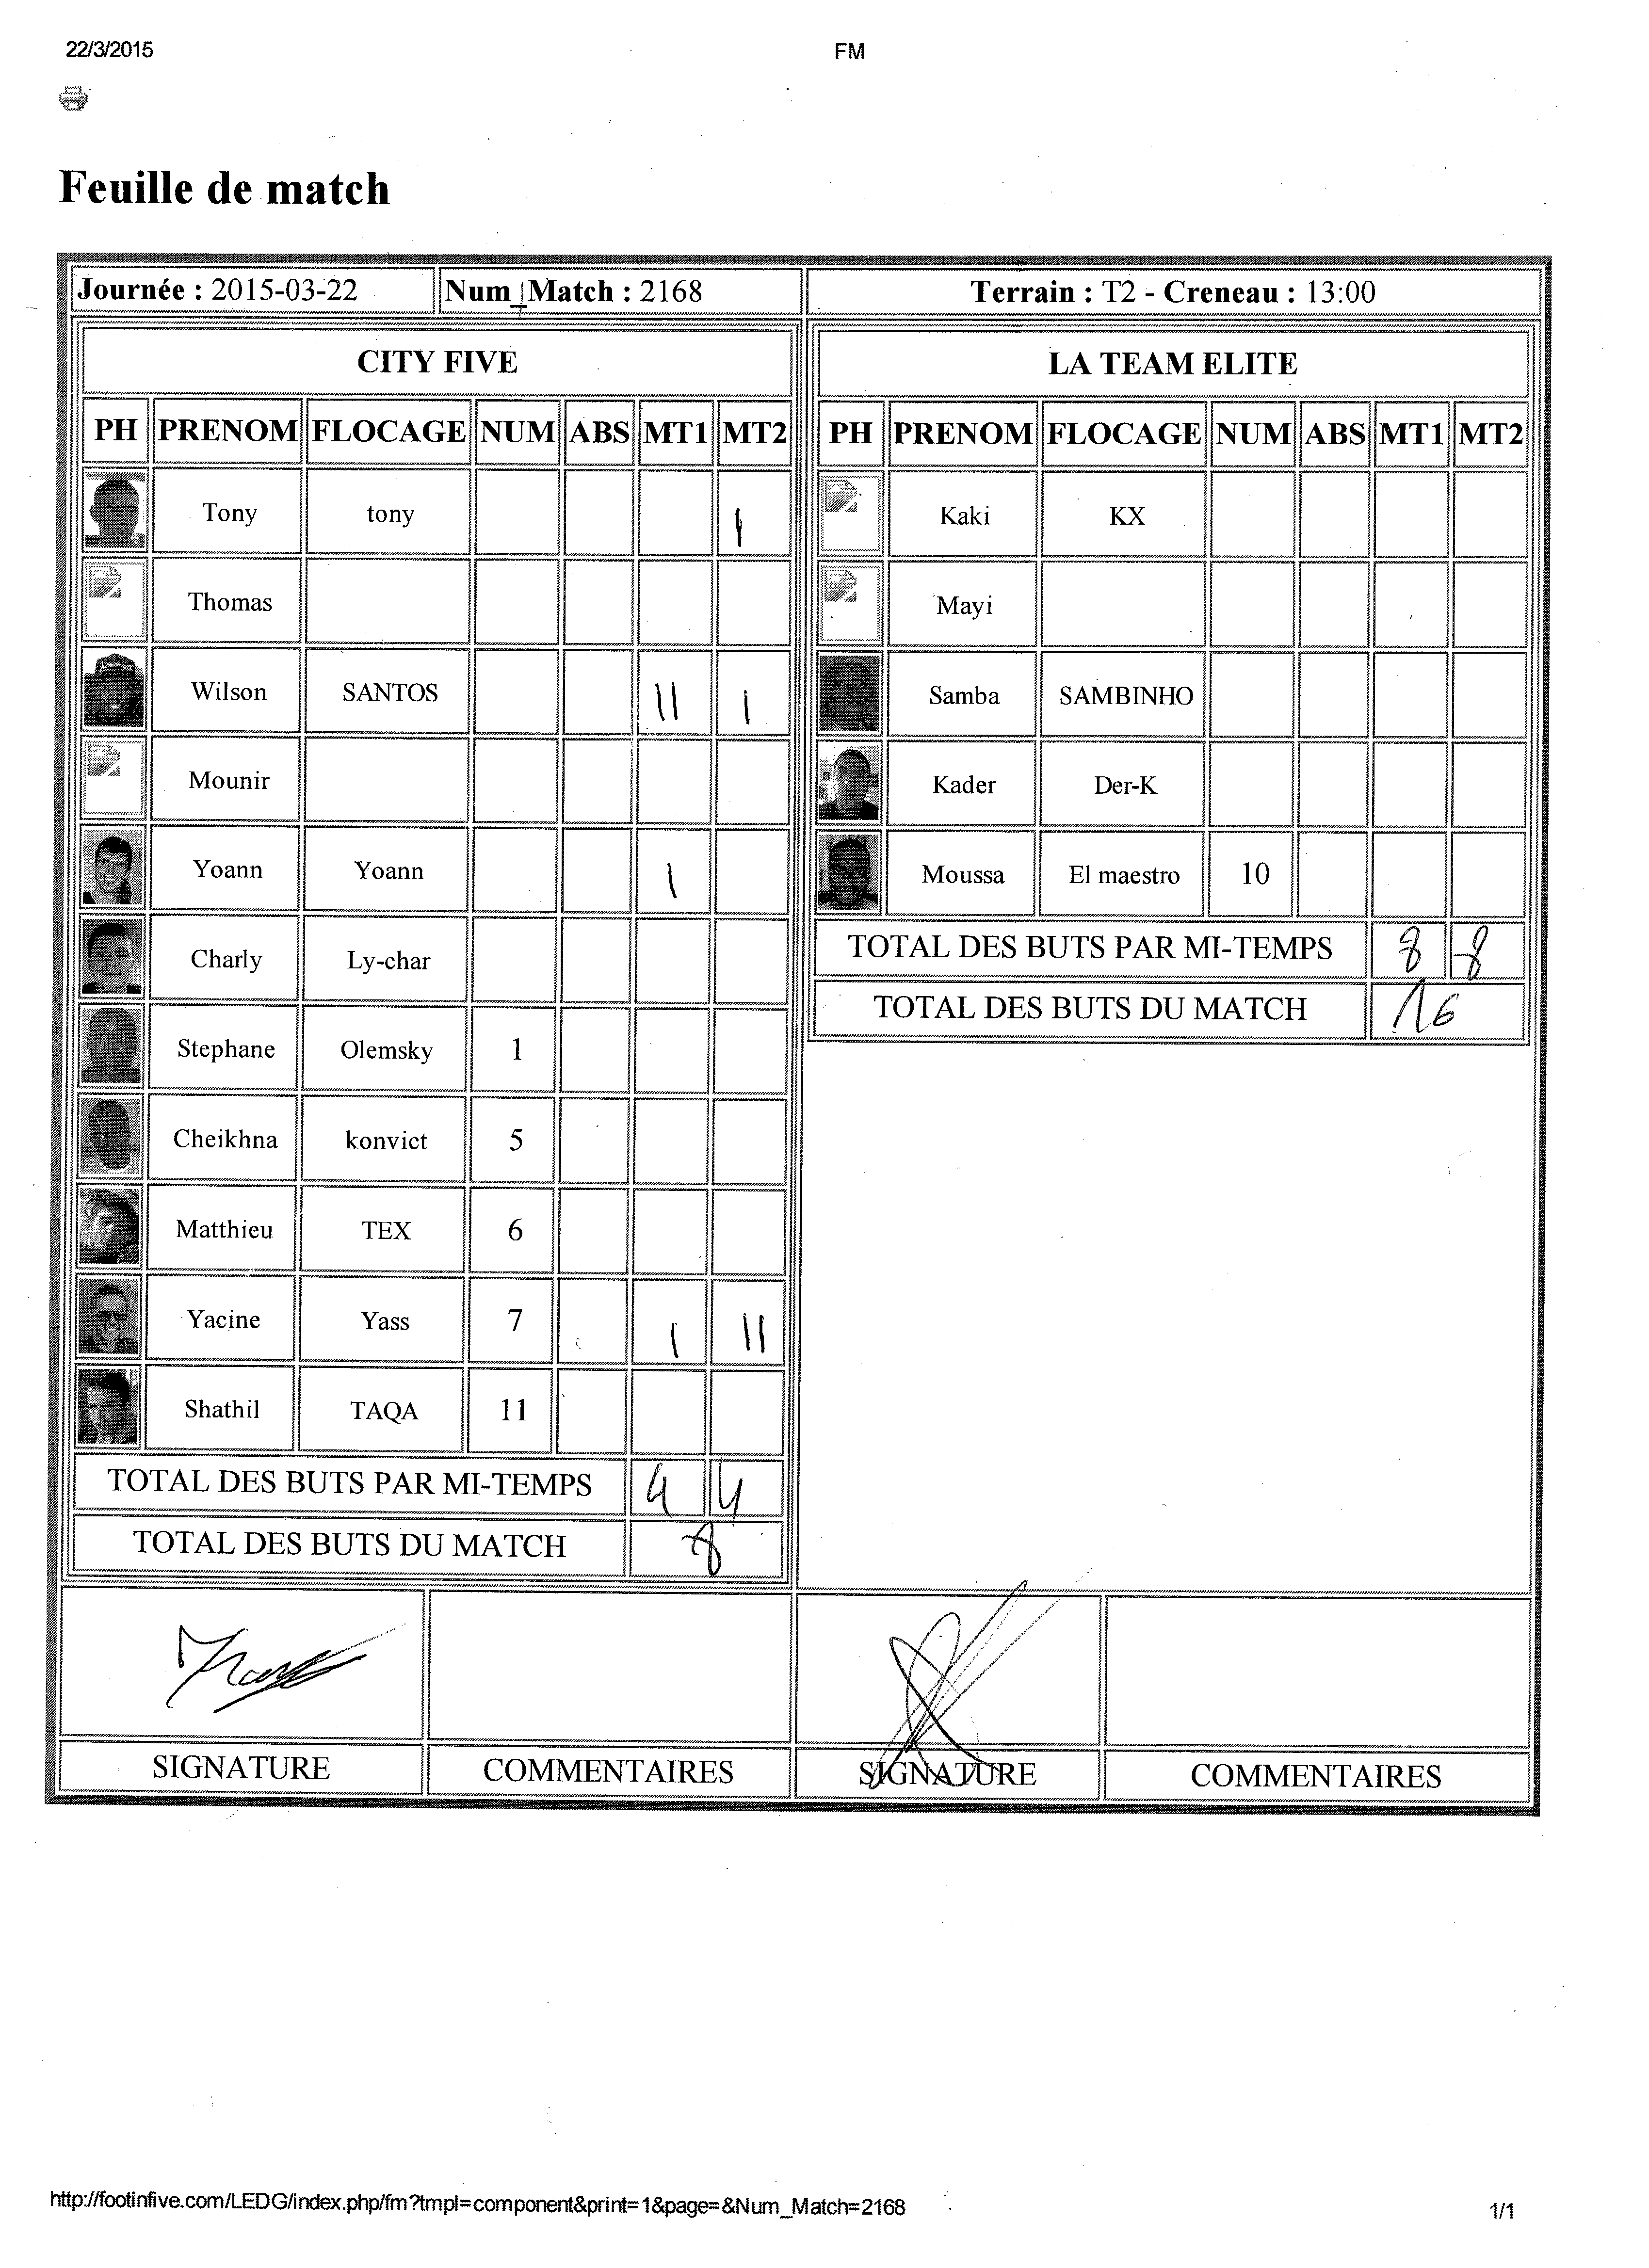 22/3/2015 FM
Feuille de match
Journée : 2015-03-22 Num_Match : 2168 Terrain : T2 - Creneau : 13:00
CITY FIVE
PH PRENOM FLOCAGE NUM ABS MT1 MT2
Tony tony I
Thomas
Wilson SANTOS II I
Mounir
Yoann Yoann I
Charly Ly-char
Stephane Olemsky 1
Cheikhna konvict 5
Matthieu TEX 6
Yacine Yass 7 I II
Shathil TAQA 11
TOTAL DES BUTS PAR MI-TEMPS 4 4
TOTAL DES BUTS DU MATCH 8
LA TEAM ELITE
PH PRENOM FLOCAGE NUM ABS MT1 MT2
Kaki KX
Mayi
Samba SAMBINHO
Kader Der-K
Moussa El maestro 10
TOTAL DES BUTS PAR MI-TEMPS 8 8
TOTAL DES BUTS DU MATCH 16
SIGNATURE COMMENTAIRES SIGNATURE COMMENTAIRES
http://footinfive.com/LEDG/index.php/fm?tmpl=component&print=1&page=&Num_Match=2168 1/1